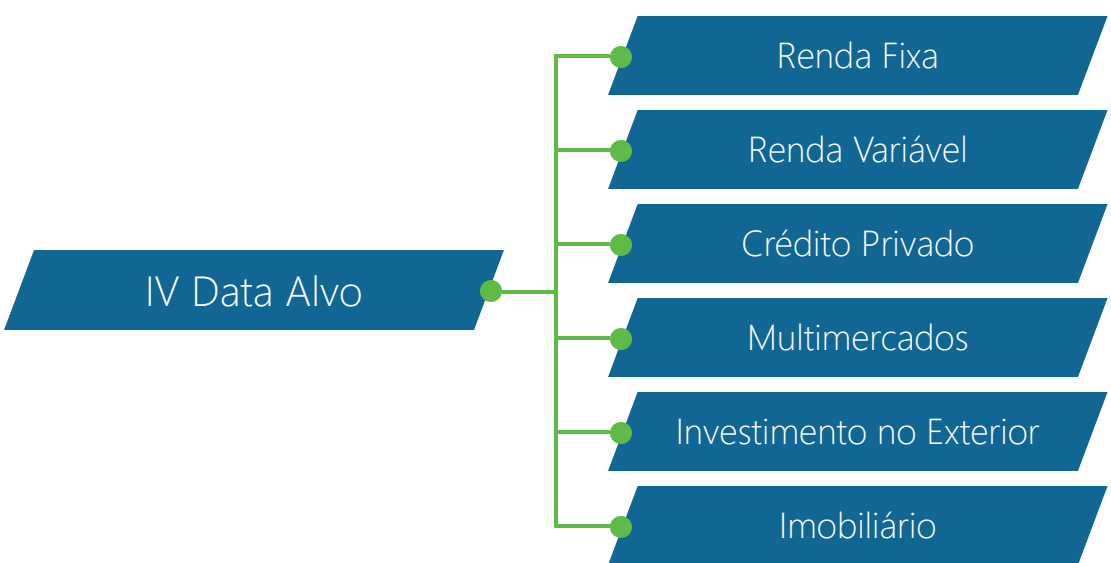 Renda Fixa
Renda Variável
Crédito Privado
IV Data Alvo
Multimercados
Investimento no Exterior
Imobiliário